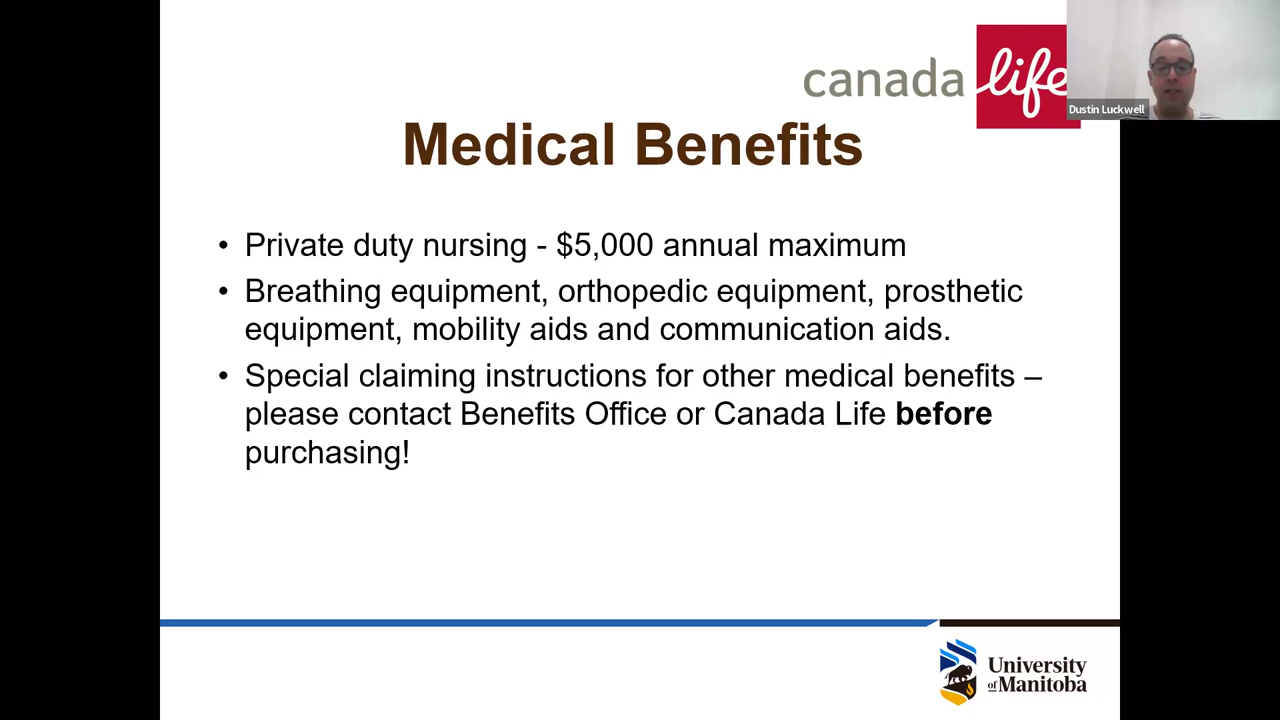 canada life
Dustin Luckwell
Medical Benefits
• Private duty nursing - $5,000 annual maximum
• Breathing equipment, orthopedic equipment, prosthetic
equipment, mobility aids and communication aids.
• Special claiming instructions for other medical benefits –
please contact Benefits Office or Canada Life before
purchasing!
University
of Manitoba